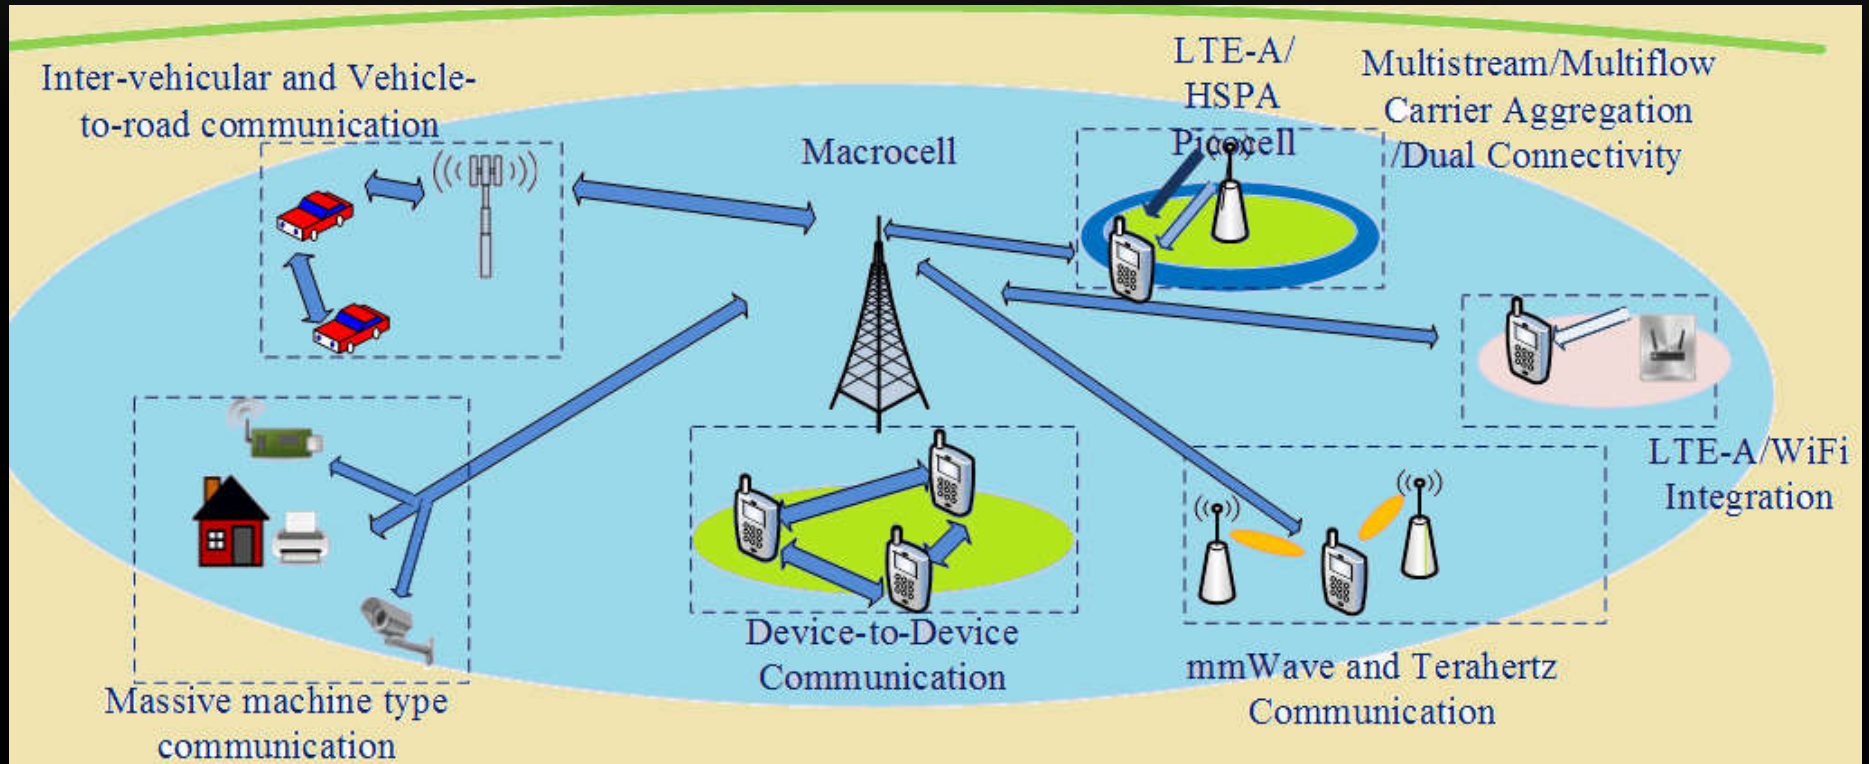 Inter-vehicular and Vehicle-
to-road communication
Macrocell
LTE-A/
HSPA
Picocell
Multistream/Multiflow
Carrier Aggregation
/Dual Connectivity
LTE-A/WiFi
Integration
Massive machine type
communication
Device-to-Device
Communication
mmWave and Terahertz
Communication